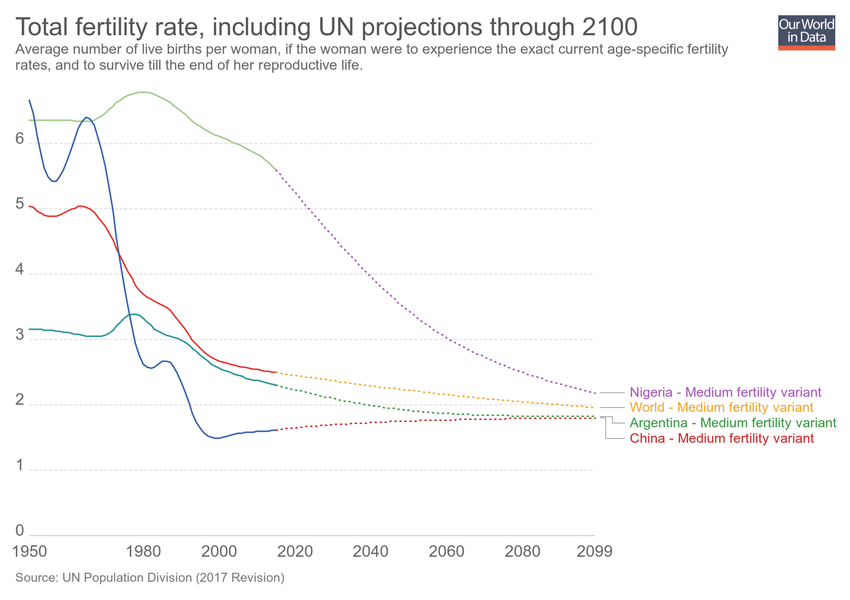 Total fertility rate, including UN projections through 2100
Our World
in Data
Average number of live births per woman, if the woman were to experience the exact current age-specific fertility
rates, and to survive till the end of her reproductive life.
6
5
4
3
2
1
0
1950 1980 2000 2020 2040 2060 2080 2099
Nigeria - Medium fertility variant
World - Medium fertility variant
Argentina - Medium fertility variant
China - Medium fertility variant
Source: UN Population Division (2017 Revision)